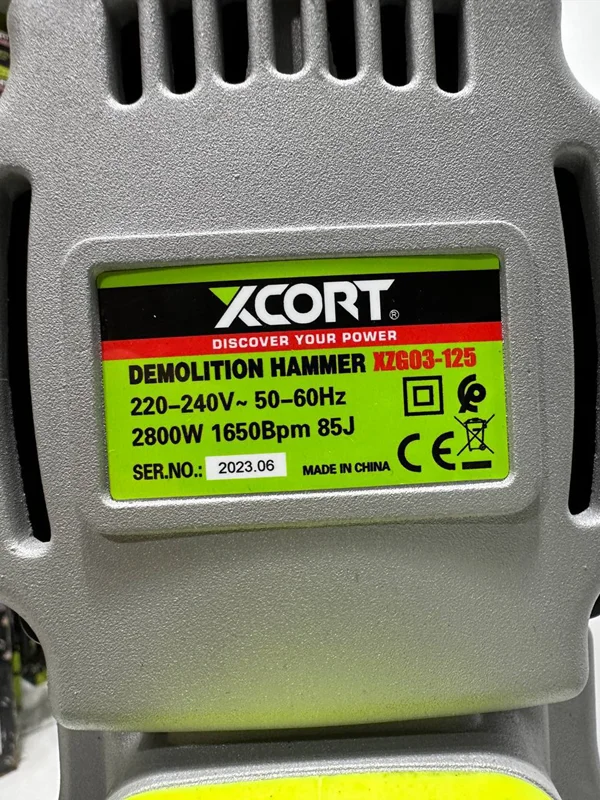 XCORT®
DISCOVER YOUR POWER
DEMOLITION HAMMER XZG03-125
220-240V~ 50-60Hz
2800W 1650Bpm 85J
SER.NO.: 2023.06 MADE IN CHINA CE